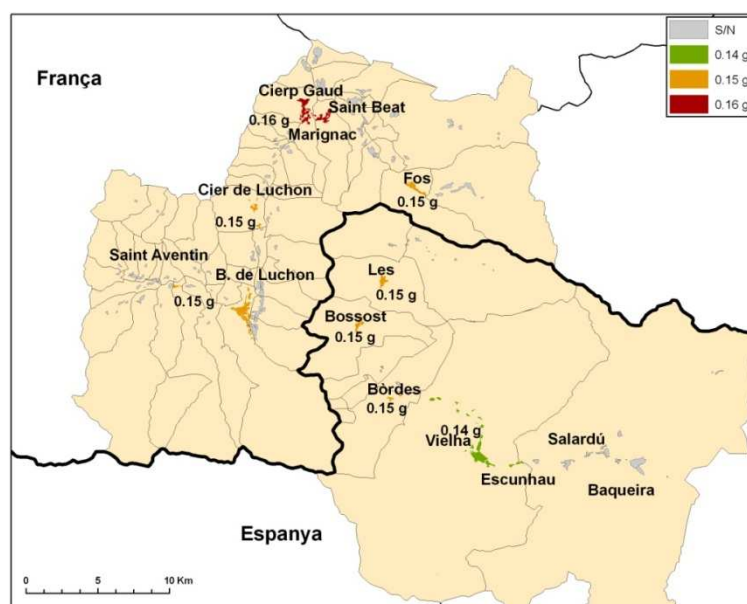 S/N
0.14 g
0.15 g
0.16 g
França
Cierp Gaud
Saint Beat
0.16 g
Marignac
Fos
0.15 g
Cier de Luchon
0.15 g
Saint Aventin
B. de Luchon
0.15 g
Les
0.15 g
Bossost
0.15 g
Bòrdes
0.15 g
0.14 g
Vielha
Salardú
Escunhau
Baqueira
Espanya
0 5 10 Km